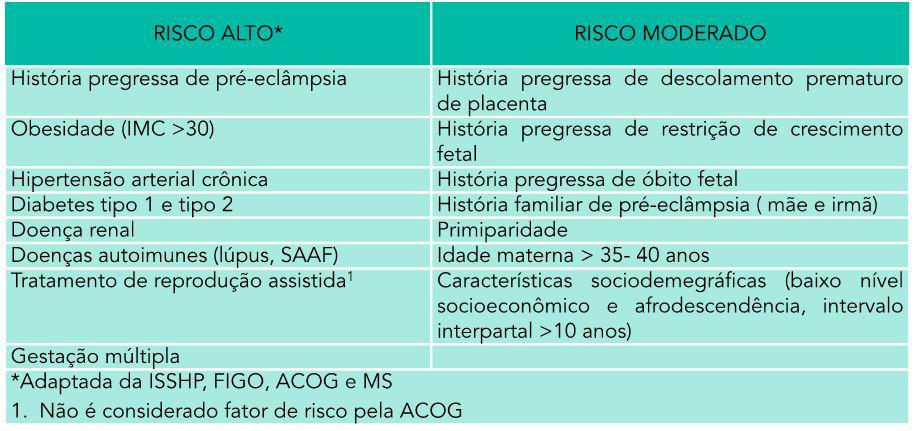 RISCO ALTO*
RISCO MODERADO
História pregressa de pré-eclâmpsia
História pregressa de descolamento prematuro
de placenta
Obesidade (IMC >30)
História pregressa de restrição de crescimento
fetal
Hipertensão arterial crônica
História pregressa de óbito fetal
Diabetes tipo 1 e tipo 2
História familiar de pré-eclâmpsia ( mãe e irmã)
Doença renal
Primiparidade
Doenças autoimunes (lúpus, SAAF)
Idade materna > 35- 40 anos
Tratamento de reprodução assistida¹
Características sociodemegráficas (baixo nível
socioeconômico e afrodescendência, intervalo
interpartal >10 anos)
Gestação múltipla
*Adaptada da ISSHP, FIGO, ACOG e MS
1. Não é considerado fator de risco pela ACOG